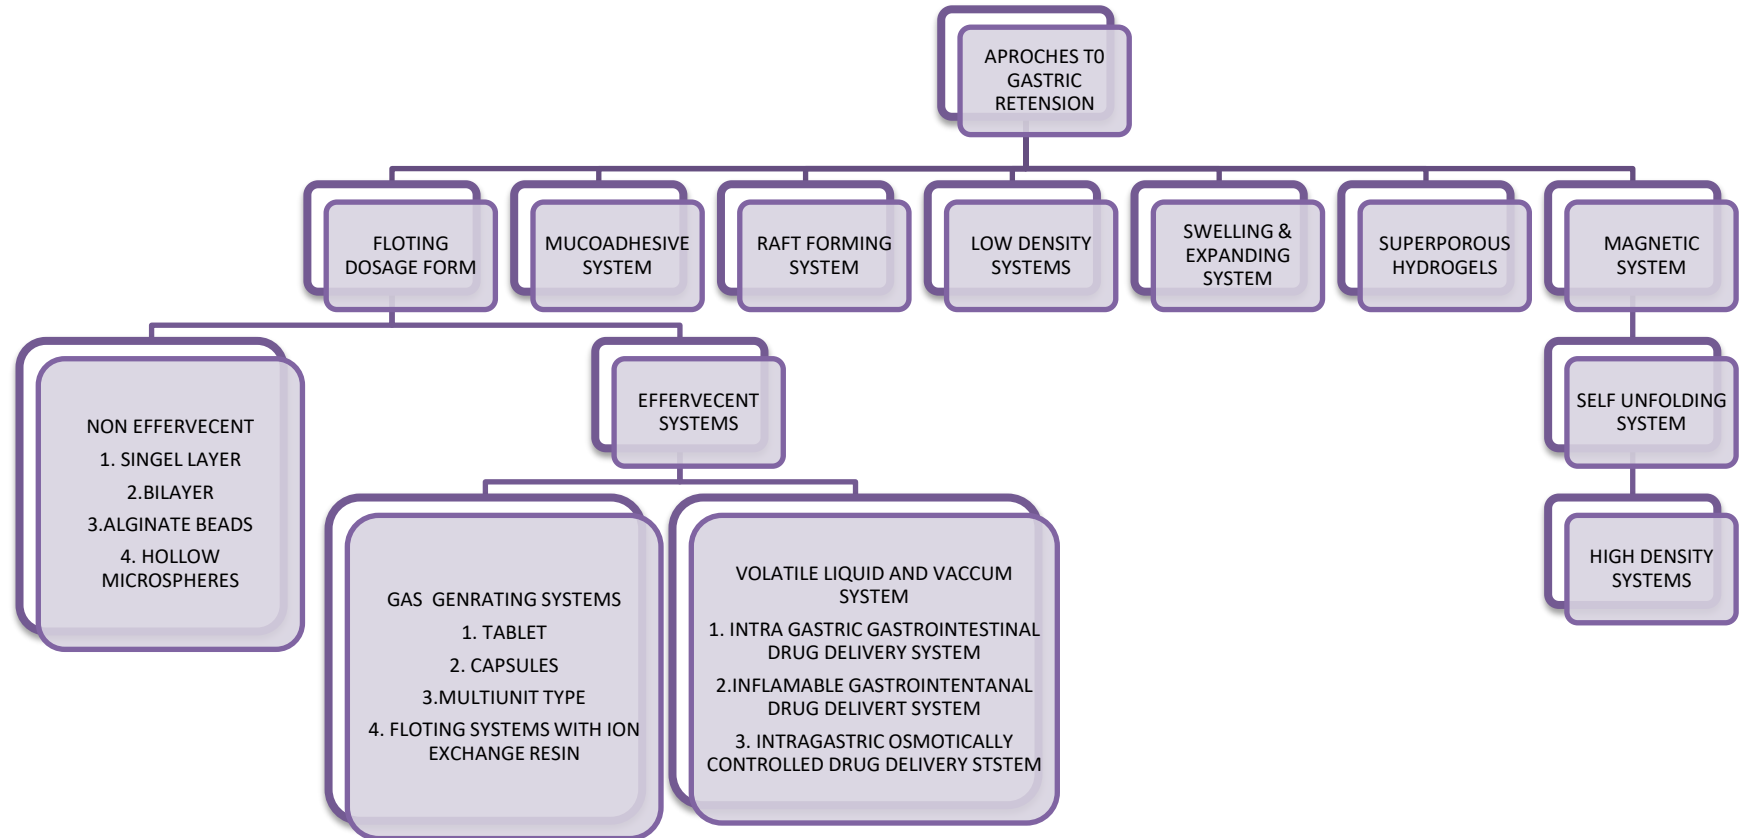 APROCHES T0
GASTRIC
RETENSION
FLOTING
DOSAGE FORM
MUCOADHESIVE
SYSTEM
RAFT FORMING
SYSTEM
LOW DENSITY
SYSTEMS
SWELLING &
EXPANDING
SYSTEM
SUPERPOROUS
HYDROGELS
MAGNETIC
SYSTEM
NON EFFERVECENT
1. SINGEL LAYER
2.BILAYER
3.ALGINATE BEADS
4. HOLLOW
MICROSPHERES
EFFERVECENT
SYSTEMS
GAS  GENRATING SYSTEMS
1. TABLET
2. CAPSULES
3.MULTIUNIT TYPE
4. FLOTING SYSTEMS WITH ION
EXCHANGE RESIN
VOLATILE LIQUID AND VACCUM
SYSTEM
1. INTRA GASTRIC GASTROINTESTINAL
DRUG DELIVERY SYSTEM
2.INFLAMABLE GASTROINTENTANAL
DRUG DELIVERT SYSTEM
3. INTRAGASTRIC OSMOTICALLY
CONTROLLED DRUG DELIVERY STSTEM
SELF UNFOLDING
SYSTEM
HIGH DENSITY
SYSTEMS